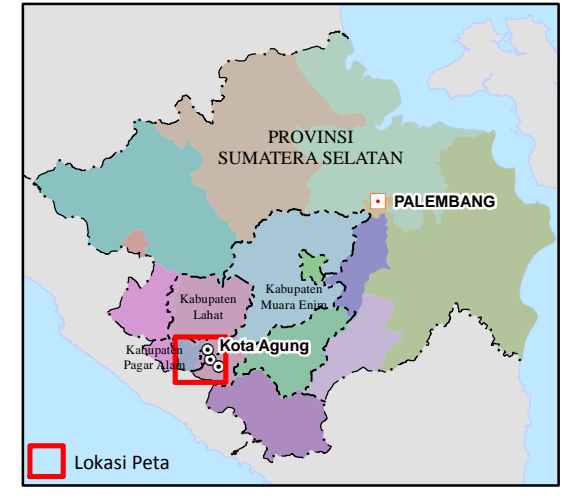 PROVINSI
SUMATERA SELATAN
PALEMBANG
Kabupaten
Lahat
Kabupaten
Muara Enim
Kota Agung
Kabupaten
Pagar Alam
Lokasi Peta